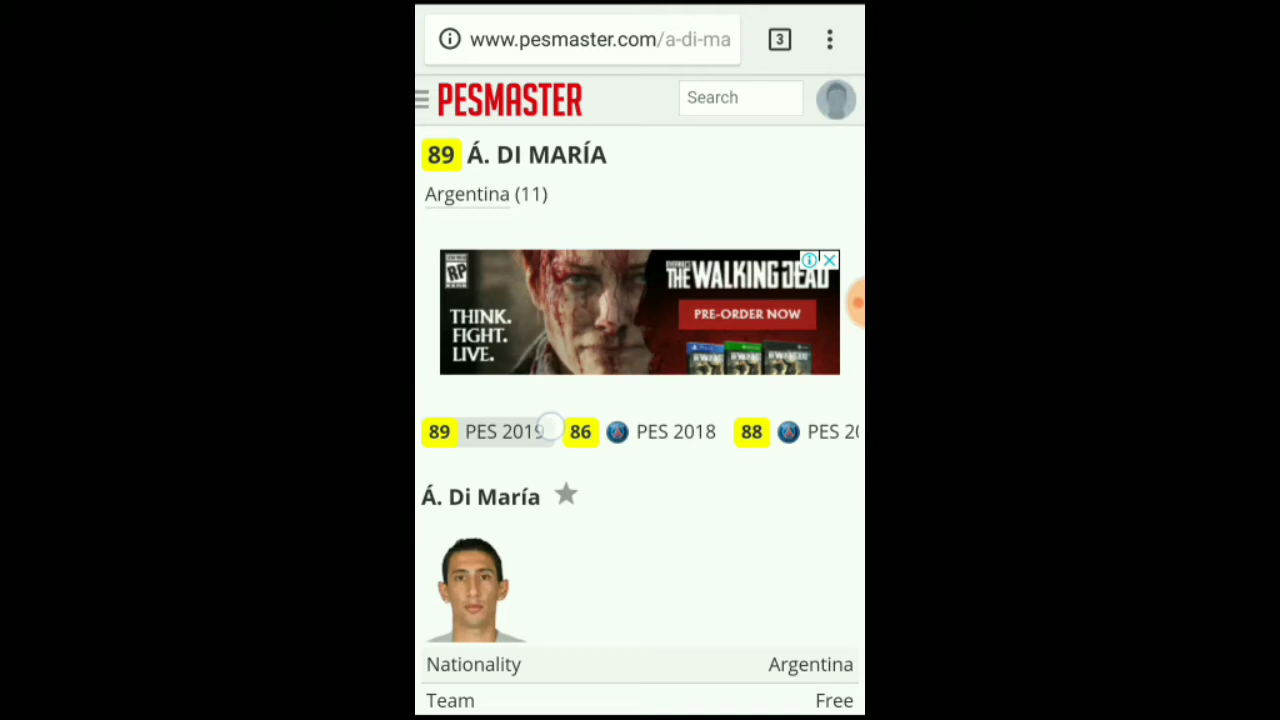 www.pesmaster.com/a-di-ma
3
PESMASTER
Search
89 Á. DI MARÍA
Argentina (11)
RP
THE WALKING DEAD
THINK.
FIGHT.
LIVE.
PRE-ORDER NOW
89 PES 2019 86 PES 2018 88 PES 20
Á. Di María
Nationality Argentina
Team Free